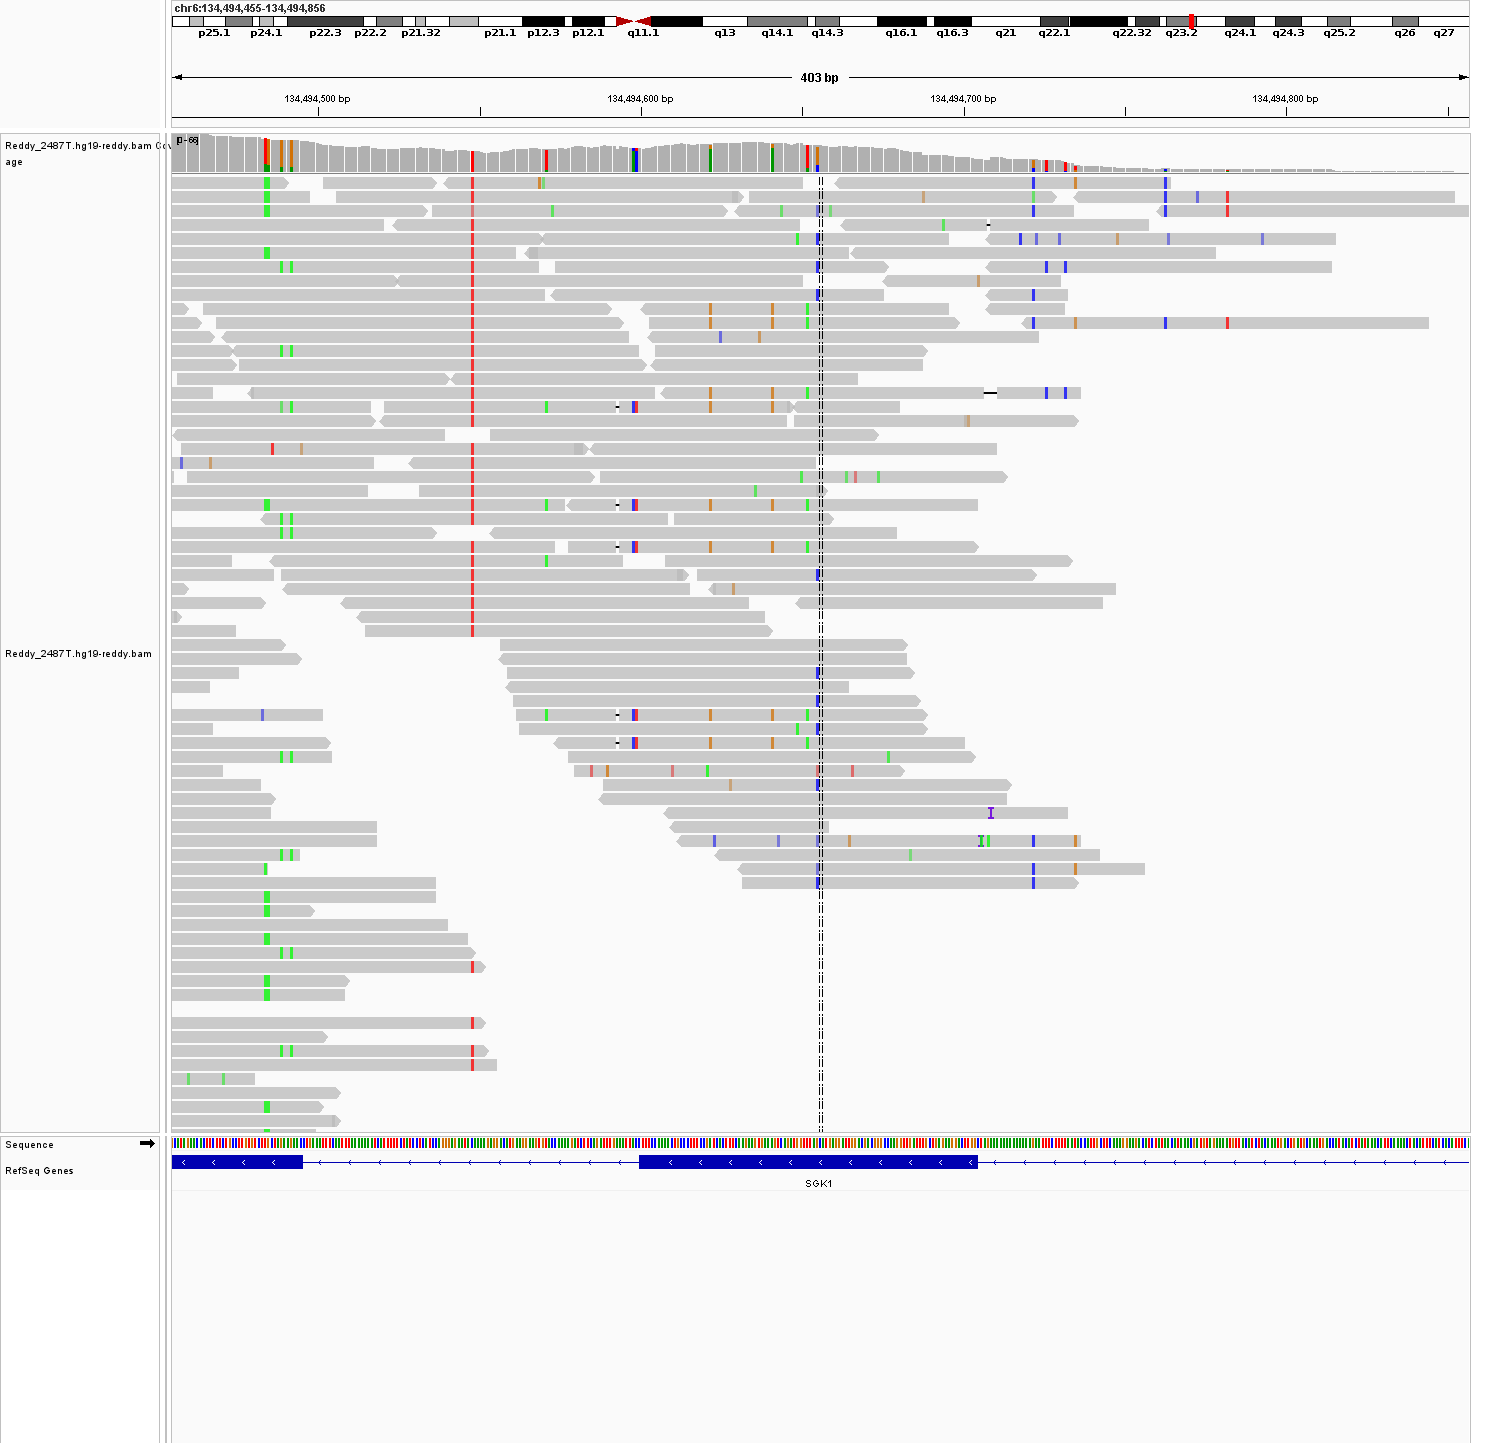 chr6:134,494,455-134,494,856
p25.1 p24.1 p22.3 p22.2 p21.32 p21.1 p12.3 p12.1 q11.1 q13 q14.1 q14.3 q16.1 q16.3 q21 q22.1 q22.32 q23.2 q24.1 q24.3 q25.2 q26 q27
403 bp
134,494,500 bp 134,494,600 bp 134,494,700 bp 134,494,800 bp
Reddy_2487T.hg19-reddy.bam Cov
age
[0-66]
Reddy_2487T.hg19-reddy.bam
Sequence
RefSeq Genes
SGK1